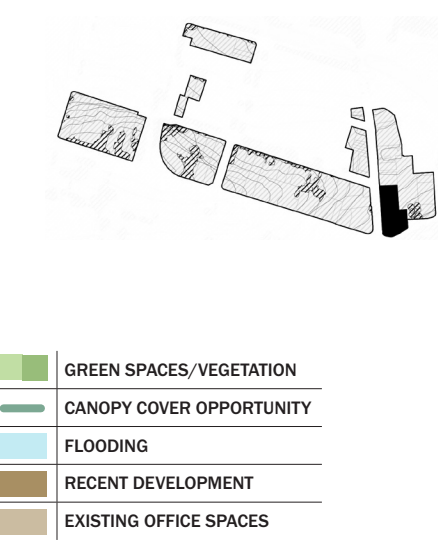 GREEN SPACES/VEGETATION
CANOPY COVER OPPORTUNITY
FLOODING
RECENT DEVELOPMENT
EXISTING OFFICE SPACES